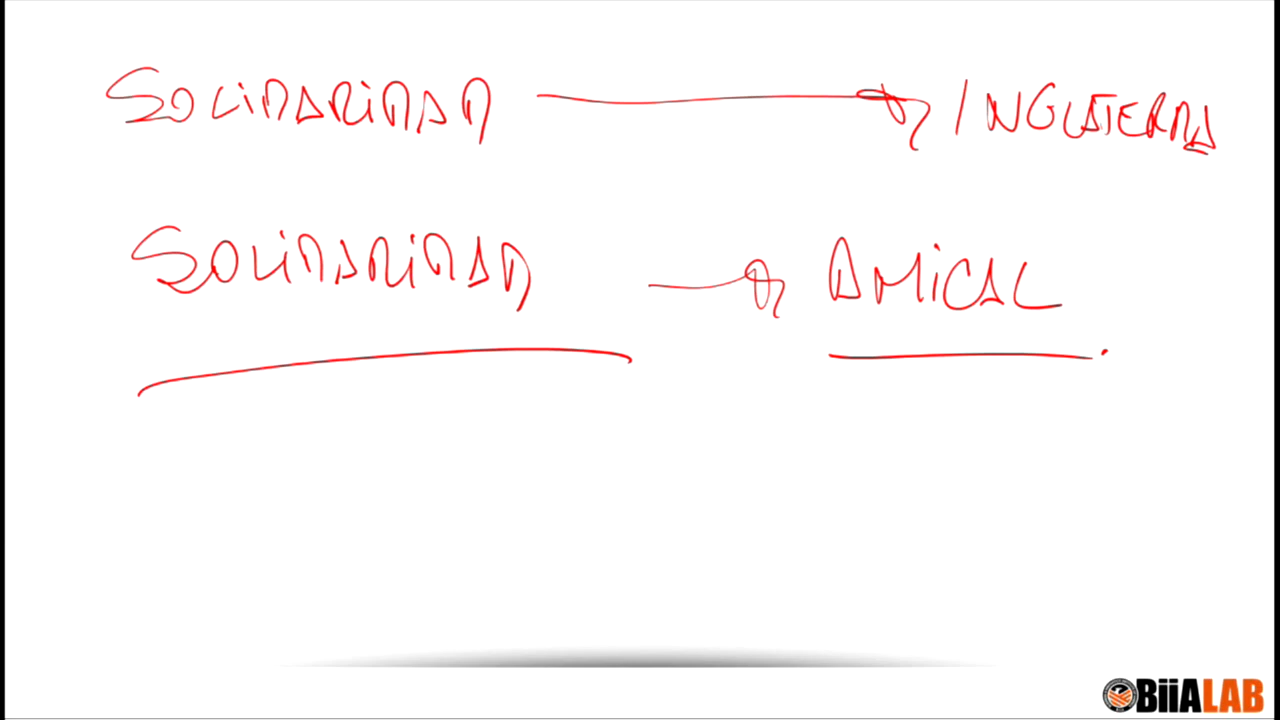 SOLIDARIDAD → INGLATERRA
SOLIDARIDAD → AMICAL
BiiALAB